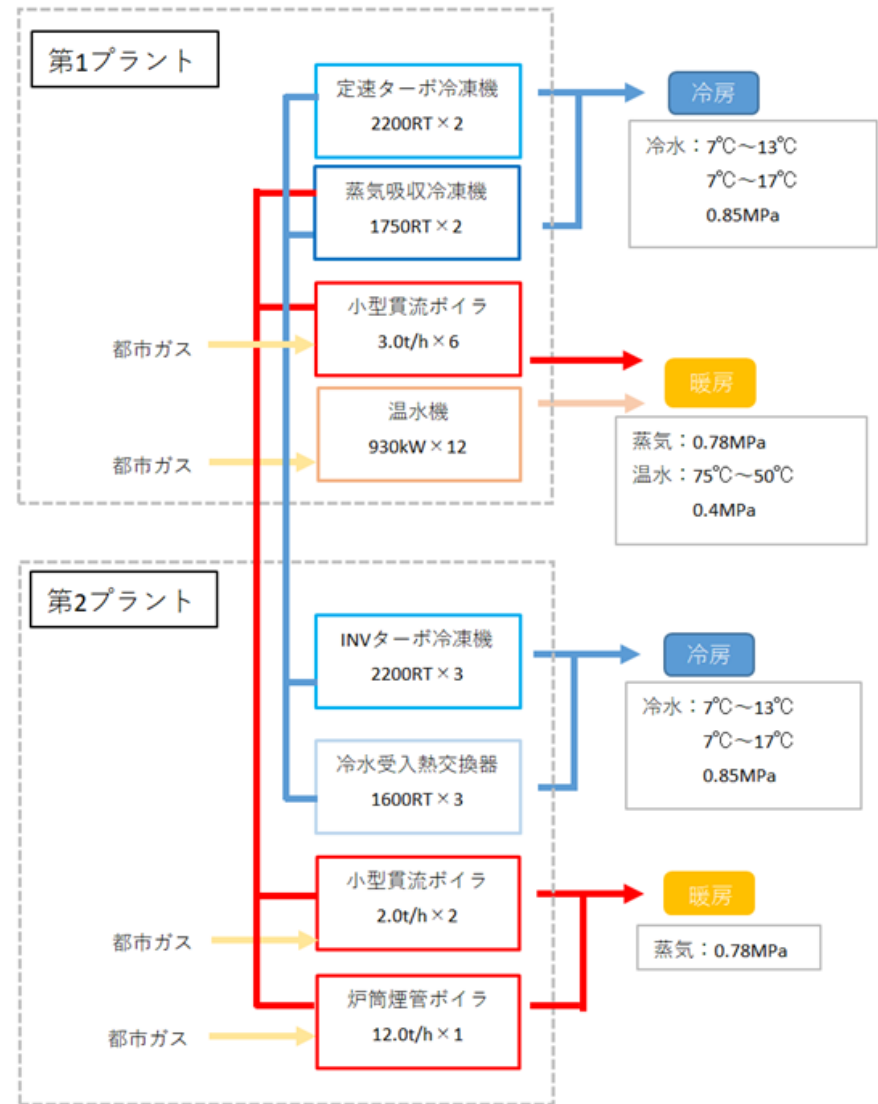 第1プラント
定速ターボ冷凍機
2200RT×2
冷房
冷水：7℃～13℃
7℃～17℃
0.85MPa
蒸気吸収冷凍機
1750RT×2
小型貫流ボイラ
3.0t/h×6
都市ガス
暖房
温水機
930kW×12
都市ガス
蒸気：0.78MPa
温水：75℃～50℃
0.4MPa
第2プラント
INVターボ冷凍機
2200RT×3
冷房
冷水：7℃～13℃
7℃～17℃
0.85MPa
冷水受入熱交換器
1600RT×3
小型貫流ボイラ
2.0t/h×2
都市ガス
暖房
蒸気：0.78MPa
炉筒煙管ボイラ
12.0t/h×1
都市ガス